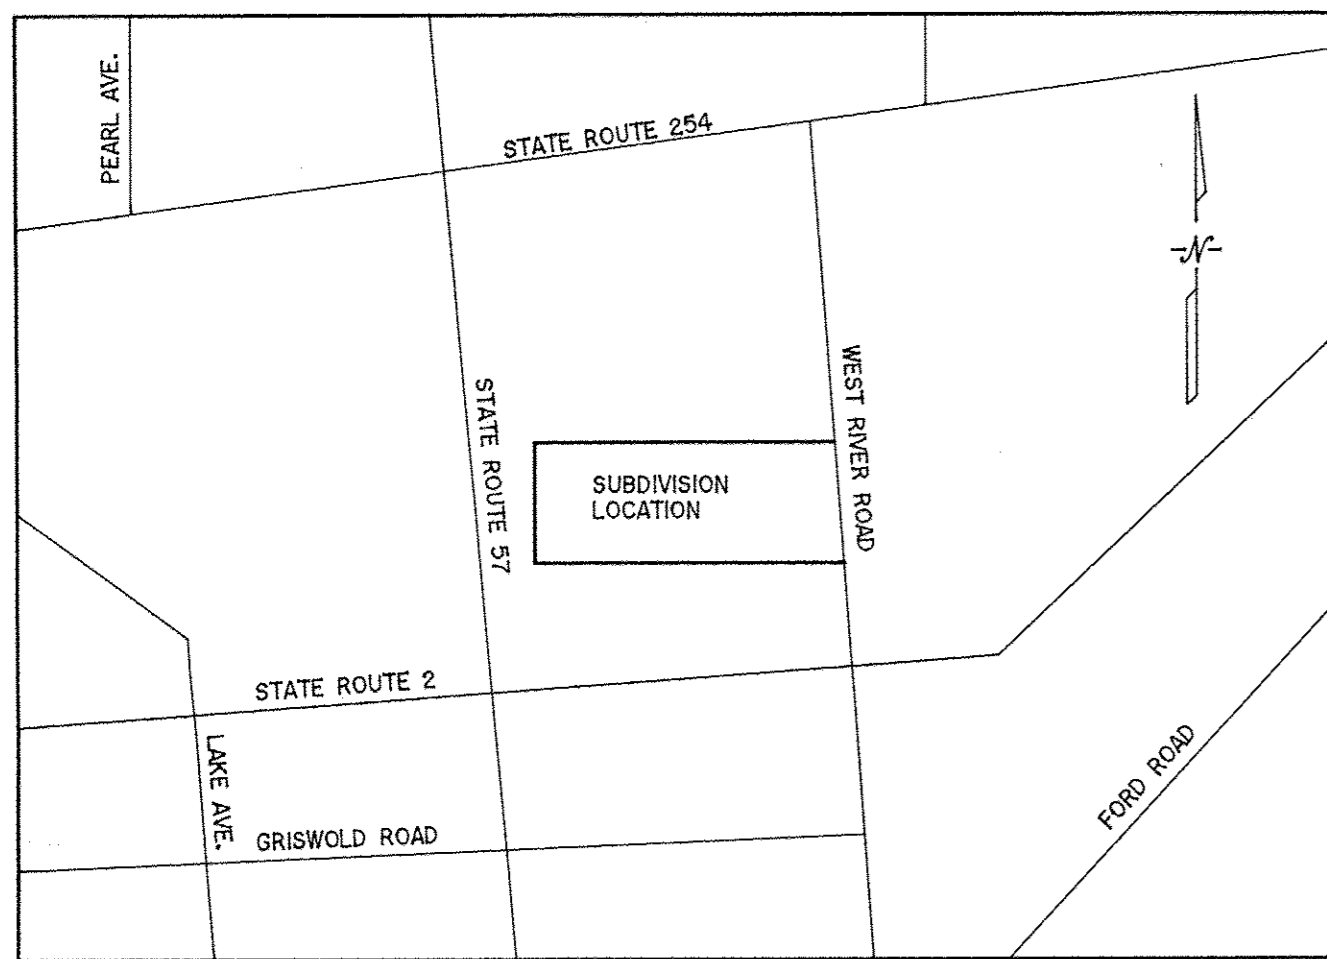 PEARL AVE.
STATE ROUTE 254
-N-
WEST RIVER ROAD
STATE ROUTE 57
SUBDIVISION
LOCATION
STATE ROUTE 2
LAKE AVE.
FORD ROAD
GRISWOLD ROAD